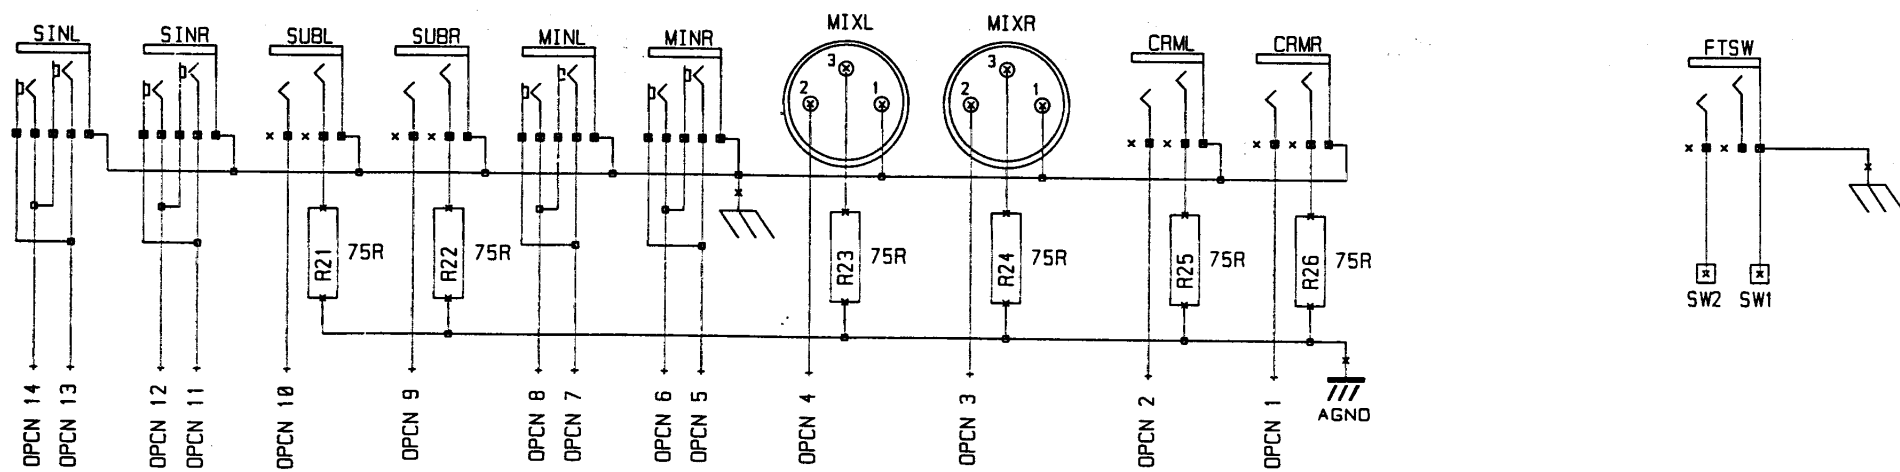 SINL
SINR
SUBL
SUBR
MINL
MINR
MIXL
MIXR
CRML
CRMR
FTSW
3
2
1
3
2
1
R21
75R
R22
75R
R23
75R
R24
75R
R25
75R
R26
75R
SW2
SW1
OPCN 14
OPCN 13
OPCN 12
OPCN 11
OPCN 10
OPCN 9
OPCN 8
OPCN 7
OPCN 6
OPCN 5
OPCN 4
OPCN 3
OPCN 2
OPCN 1
AGND